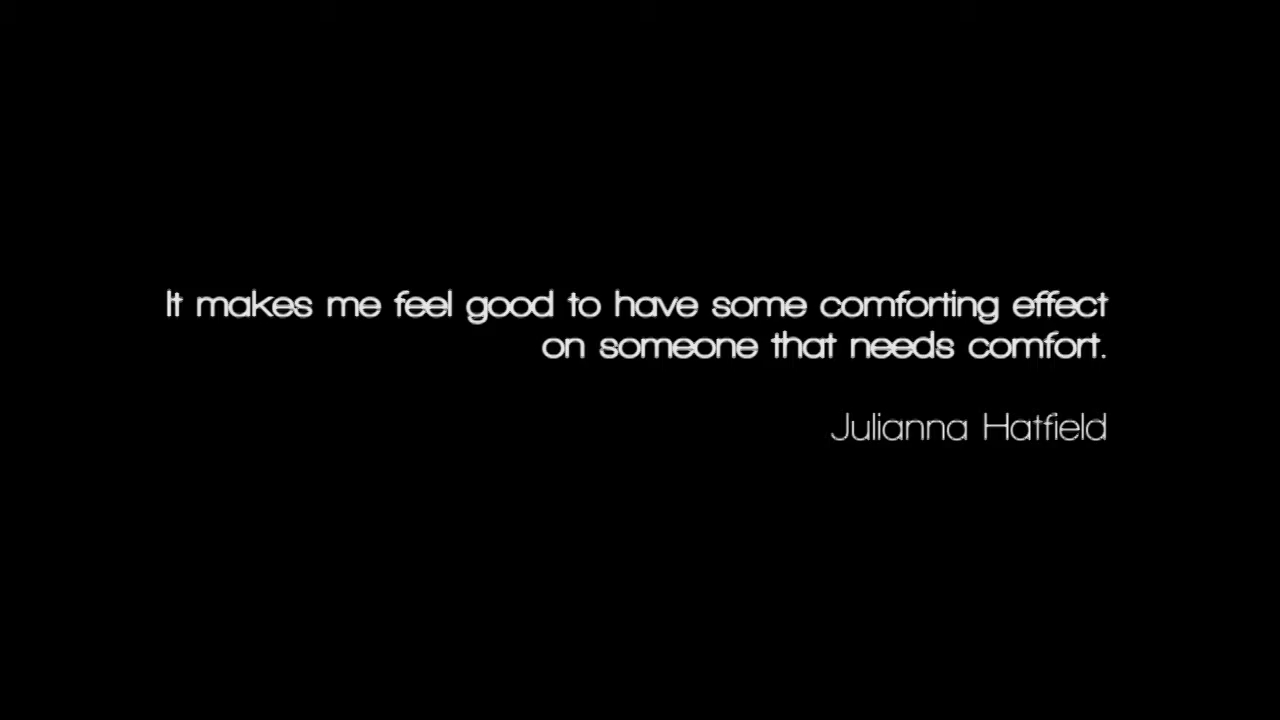 It makes me feel good to have some comforting effect
on someone that needs comfort.
Julianna Hatfield